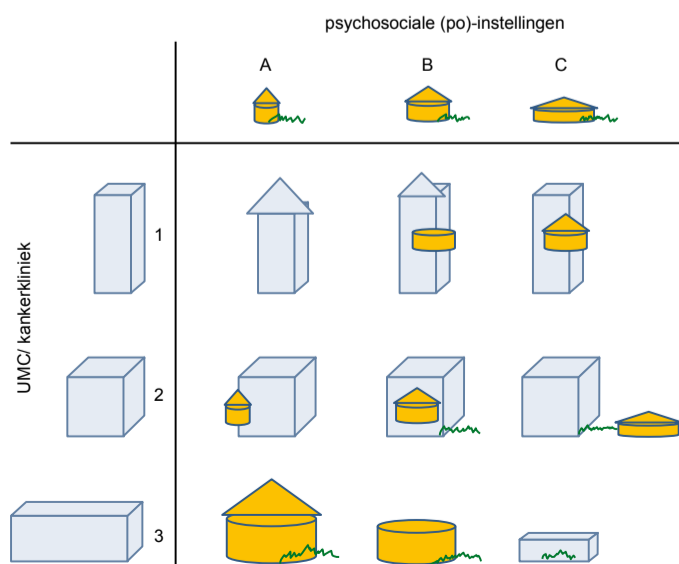 psychosociale (po)-instellingen
A B C
UMC/ kankerkliniek
1
2
3